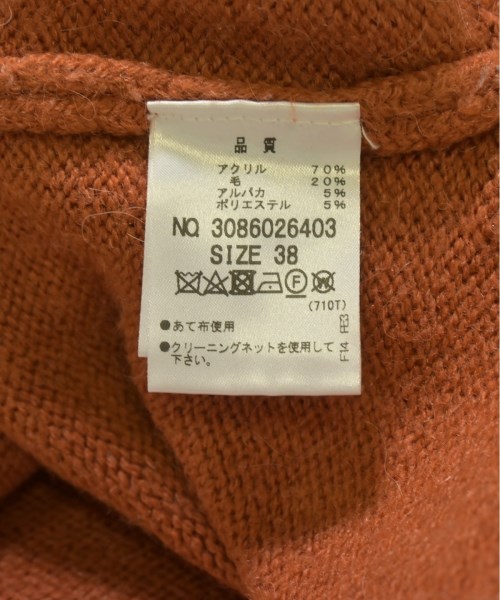 品質
アクリル 70%
毛 20%
アルパカ 5%
ポリエステル 5%
NO. 3086026403
SIZE 38
F W
(710T)
●あて布使用
●クリーニングネットを使用して
下さい。